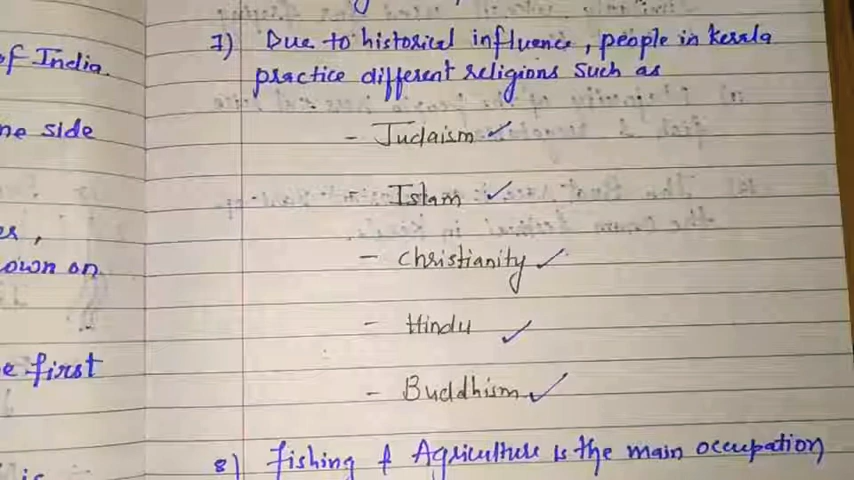 of India
ne side
es,
own on
e first
is
7) Due to historical influence, people in kerala
practice different religions such as
- Judaism ✓
- Islam ✓
- Christianity ✓
- Hindu ✓
- Buddhism ✓
8) Fishing & Agriculture is the main occupation